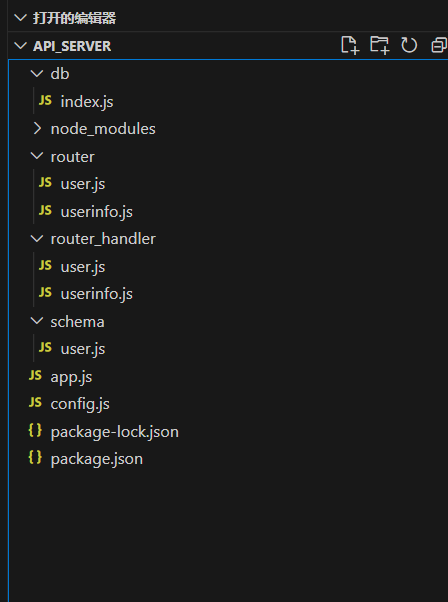 打开的编辑器
API_SERVER
db
JS index.js
node_modules
router
JS user.js
JS userinfo.js
router_handler
JS user.js
JS userinfo.js
schema
JS user.js
JS app.js
JS config.js
{} package-lock.json
{} package.json